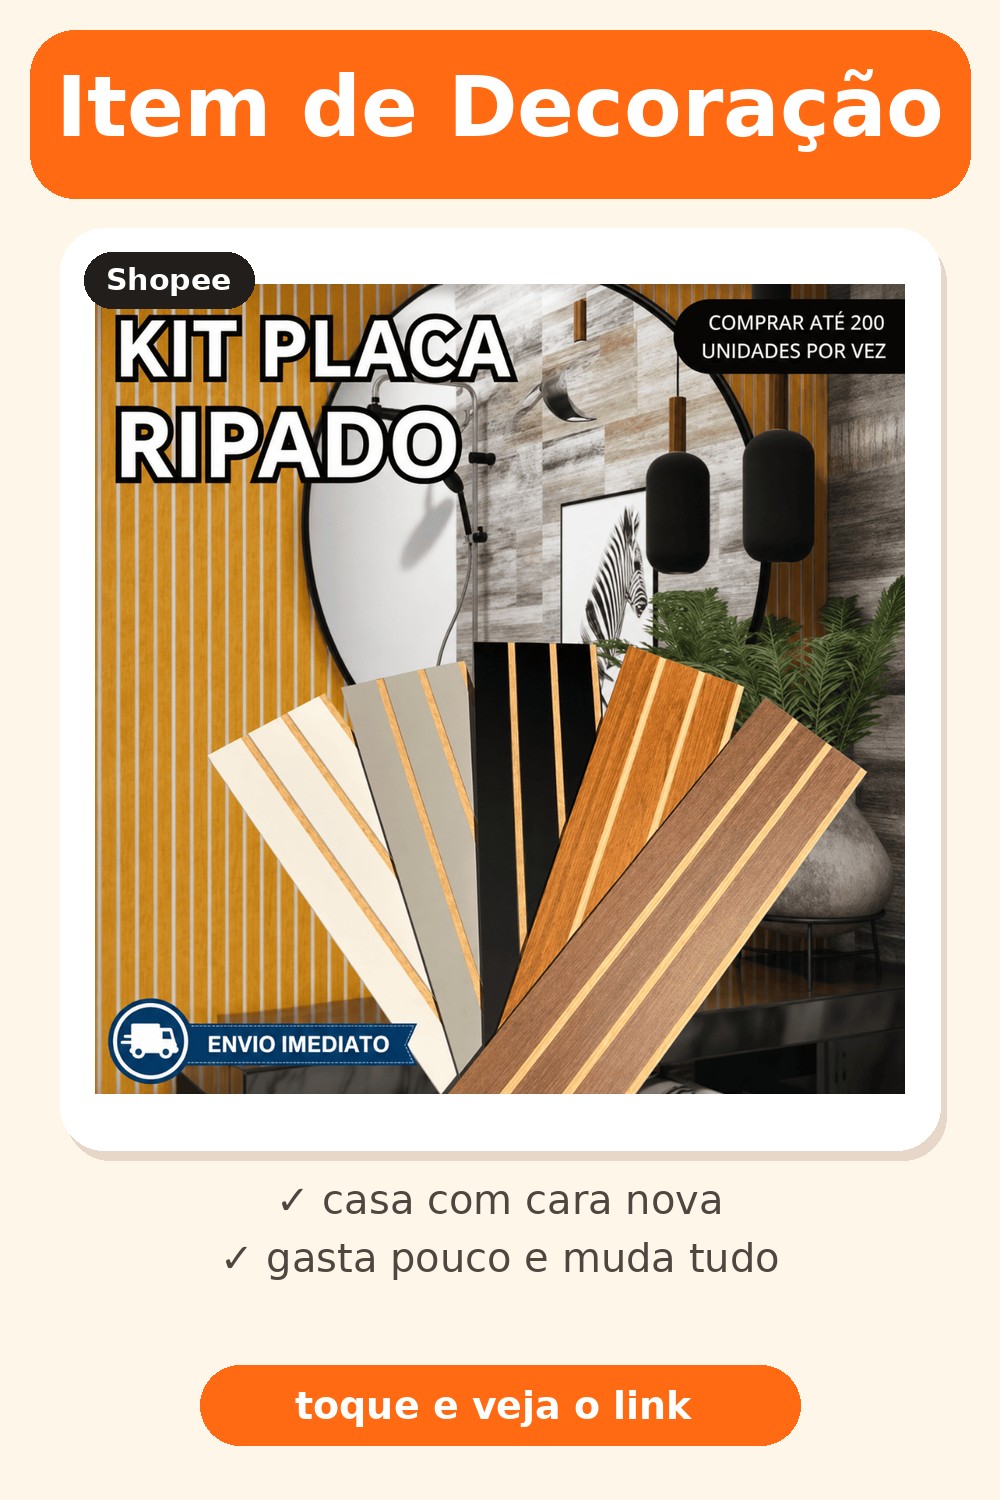 Item de Decoração
Shopee
KIT PLACA
RIPADO
COMPRAR ATÉ 200
UNIDADES POR VEZ
ENVIO IMEDIATO
✓ casa com cara nova
✓ gasta pouco e muda tudo
toque e veja o link